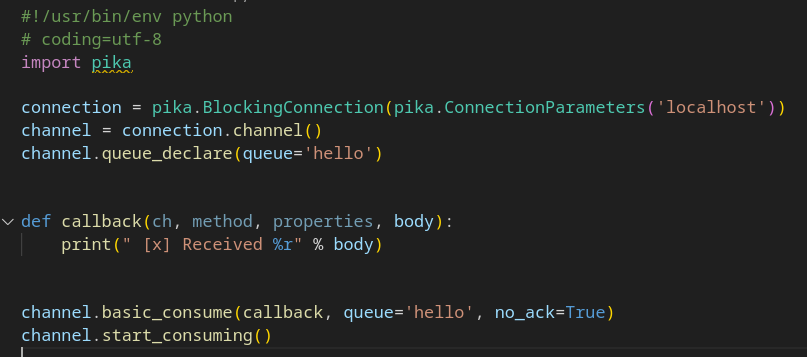 #!/usr/bin/env python
# coding=utf-8
import pika
connection = pika.BlockingConnection(pika.ConnectionParameters('localhost'))
channel = connection.channel()
channel.queue_declare(queue='hello')
def callback(ch, method, properties, body):
    print(" [x] Received %r" % body)
channel.basic_consume(callback, queue='hello', no_ack=True)
channel.start_consuming()